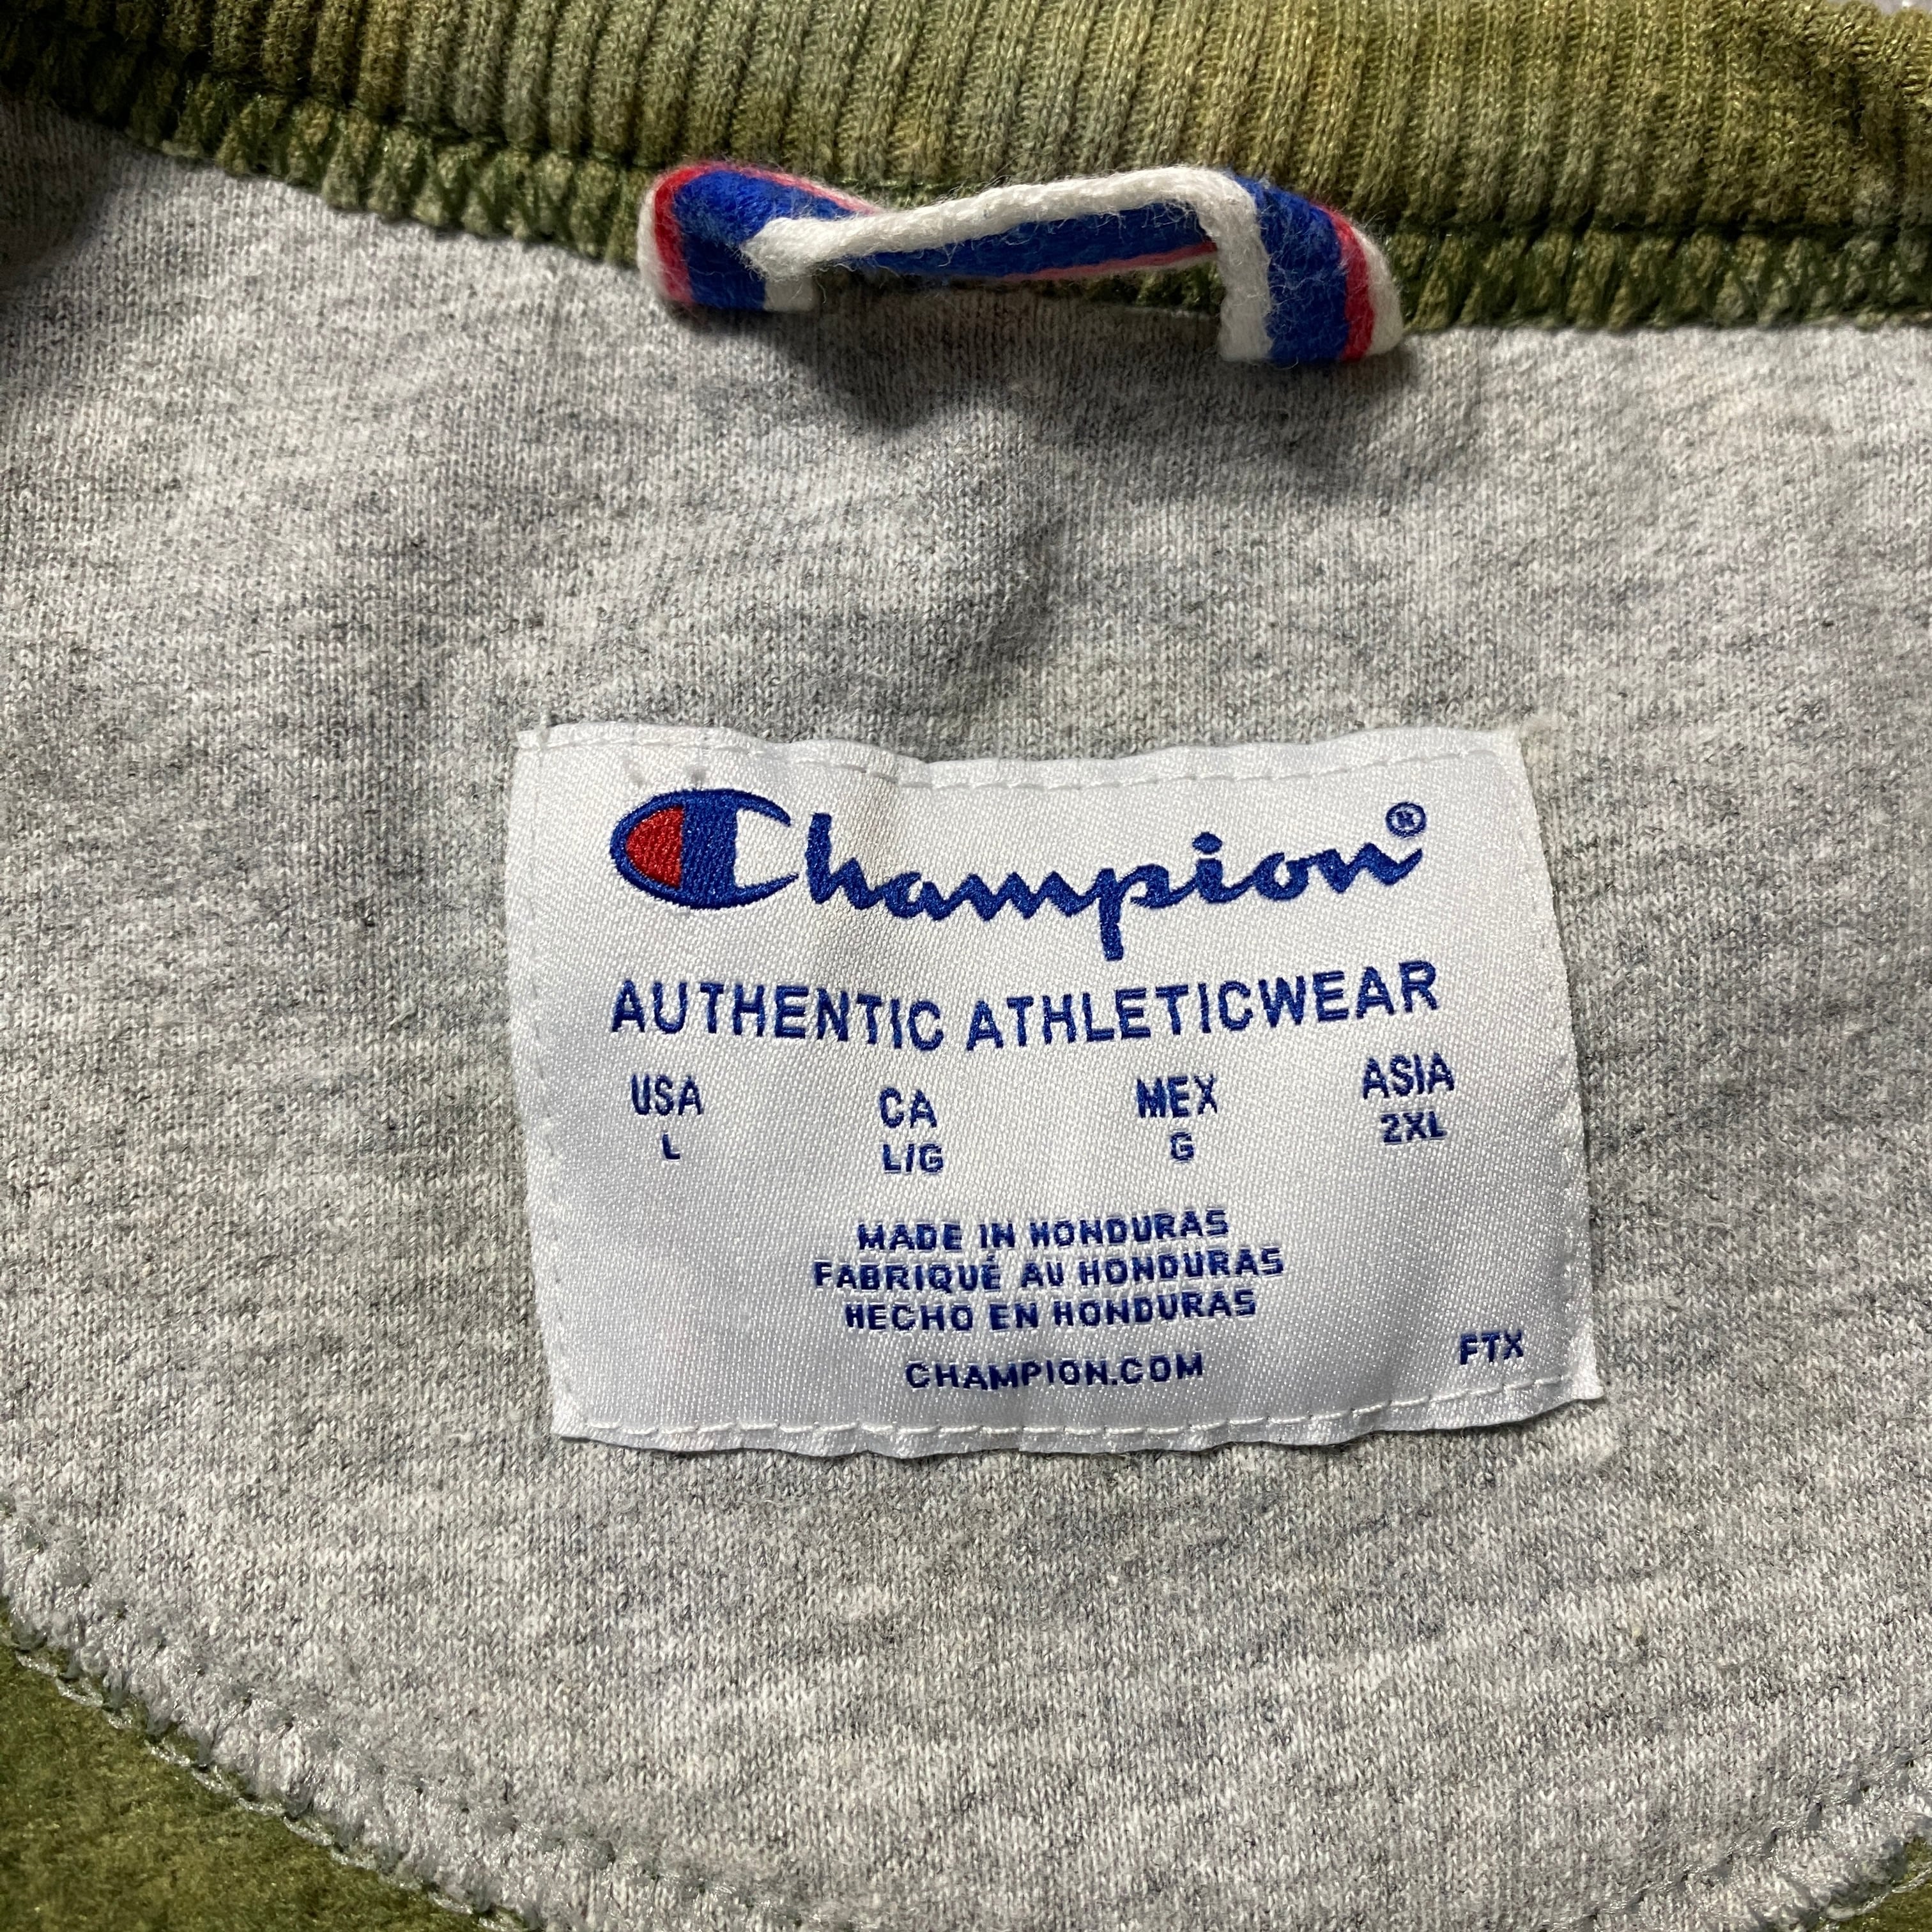 Champion®
AUTHENTIC ATHLETICWEAR
USA CA MEX ASIA
L L/G G 2XL
MADE IN HONDURAS
FABRIQUÉ AU HONDURAS
HECHO EN HONDURAS
FTX
CHAMPION.COM